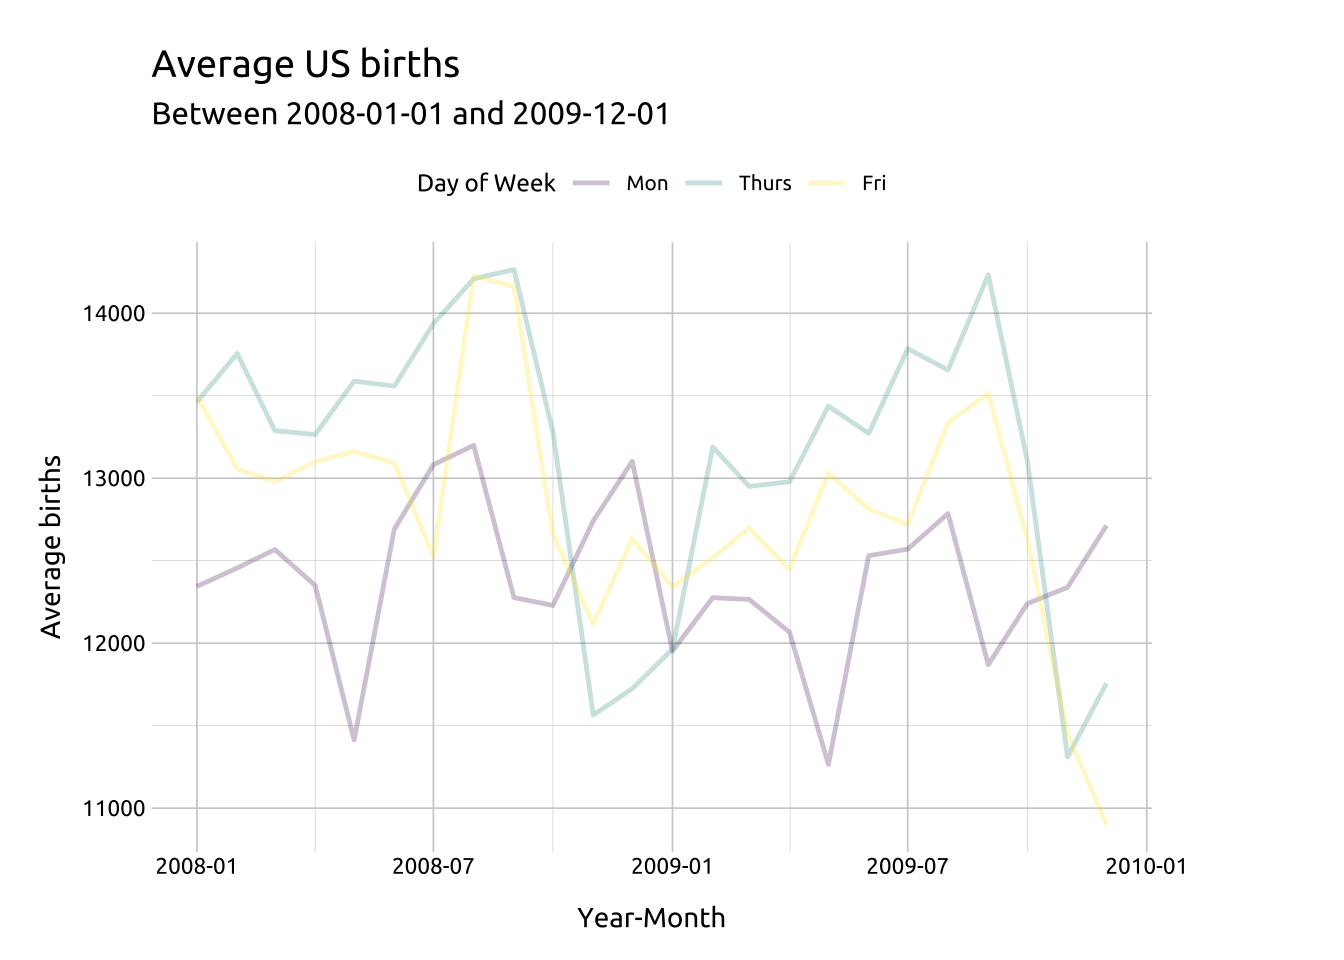 Average US births
Between 2008-01-01 and 2009-12-01
Day of Week Mon Thurs Fri
14000
13000
12000
11000
Average births
2008-01 2008-07 2009-01 2009-07 2010-01
Year-Month